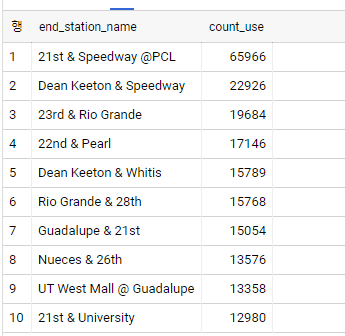 행 end_station_name count_use
1 21st & Speedway @PCL 65966
2 Dean Keeton & Speedway 22926
3 23rd & Rio Grande 19684
4 22nd & Pearl 17146
5 Dean Keeton & Whitis 15789
6 Rio Grande & 28th 15768
7 Guadalupe & 21st 15054
8 Nueces & 26th 13576
9 UT West Mall @ Guadalupe 13358
10 21st & University 12980